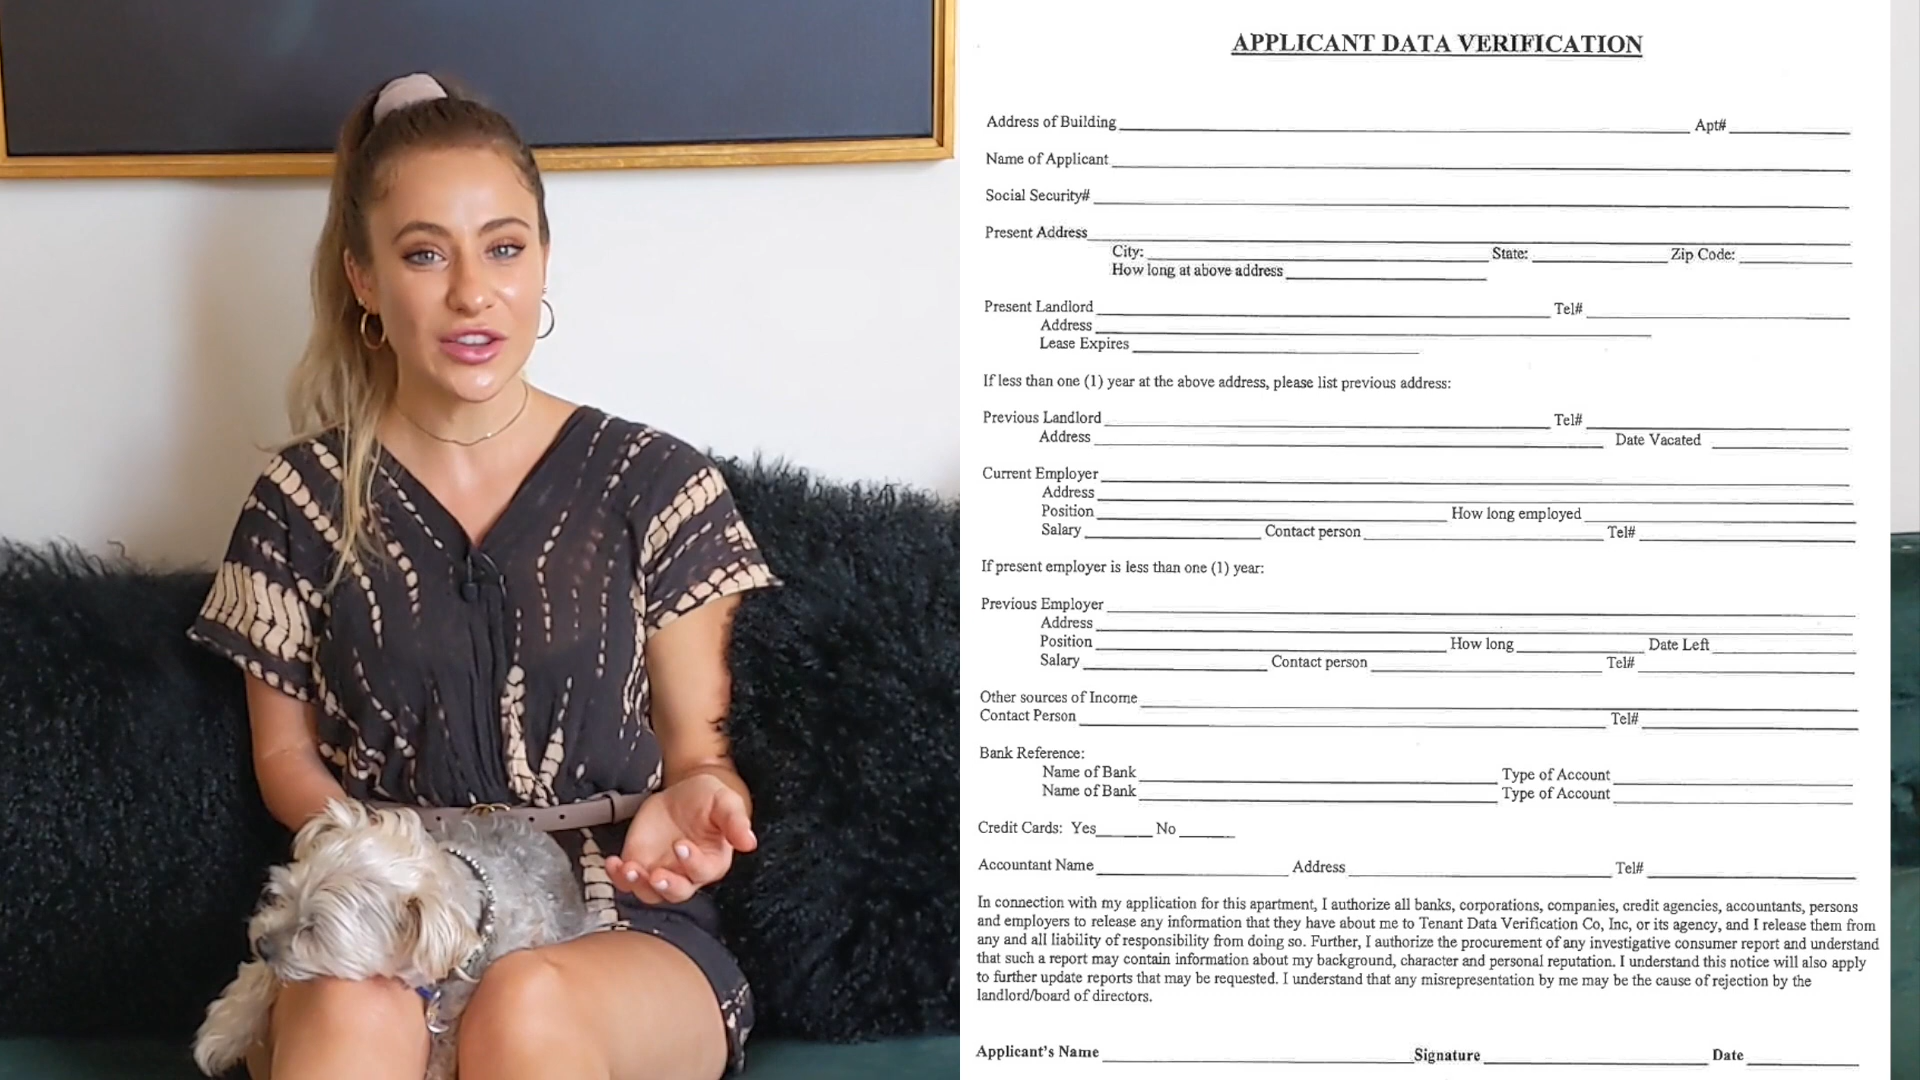 APPLICANT DATA VERIFICATION
Address of Building Apt#
Name of Applicant
Social Security#
Present Address
City: State: Zip Code:
How long at above address
Present Landlord Tel#
Address
Lease Expires
If less than one (1) year at the above address, please list previous address:
Previous Landlord Tel#
Address Date Vacated
Current Employer
Address
Position How long employed
Salary Contact person Tel#
If present employer is less than one (1) year:
Previous Employer
Address
Position How long Date Left
Salary Contact person Tel#
Other sources of Income
Contact Person Tel#
Bank Reference:
Name of Bank Type of Account
Name of Bank Type of Account
Credit Cards: Yes No
Accountant Name Address Tel#
In connection with my application for this apartment, I authorize all banks, corporations, companies, credit agencies, accountants, persons
and employers to release any information that they have about me to Tenant Data Verification Co, Inc, or its agency, and I release them from
any and all liability of responsibility from doing so. Further, I authorize the procurement of any investigative consumer report and understand
that such a report may contain information about my background, character and personal reputation. I understand this notice will also apply
to further update reports that may be requested. I understand that any misrepresentation by me may be the cause of rejection by the
landlord/board of directors.
Applicant's Name Signature Date